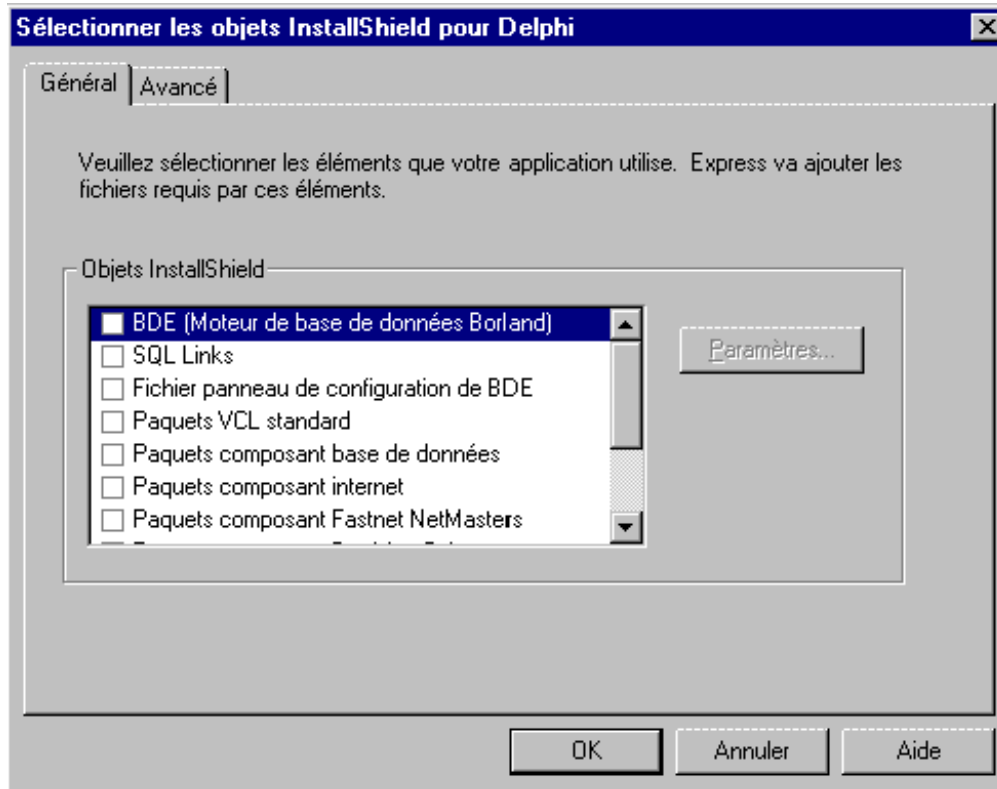 Sélectionner les objets InstallShield pour Delphi
Général
Avancé
Veuillez sélectionner les éléments que votre application utilise. Express va ajouter les
fichiers requis par ces éléments.
Objets InstallShield
BDE (Moteur de base de données Borland)
SQL Links
Fichier panneau de configuration de BDE
Paquets VCL standard
Paquets composant base de données
Paquets composant internet
Paquets composant Fastnet NetMasters
Paramètres...
OK
Annuler
Aide